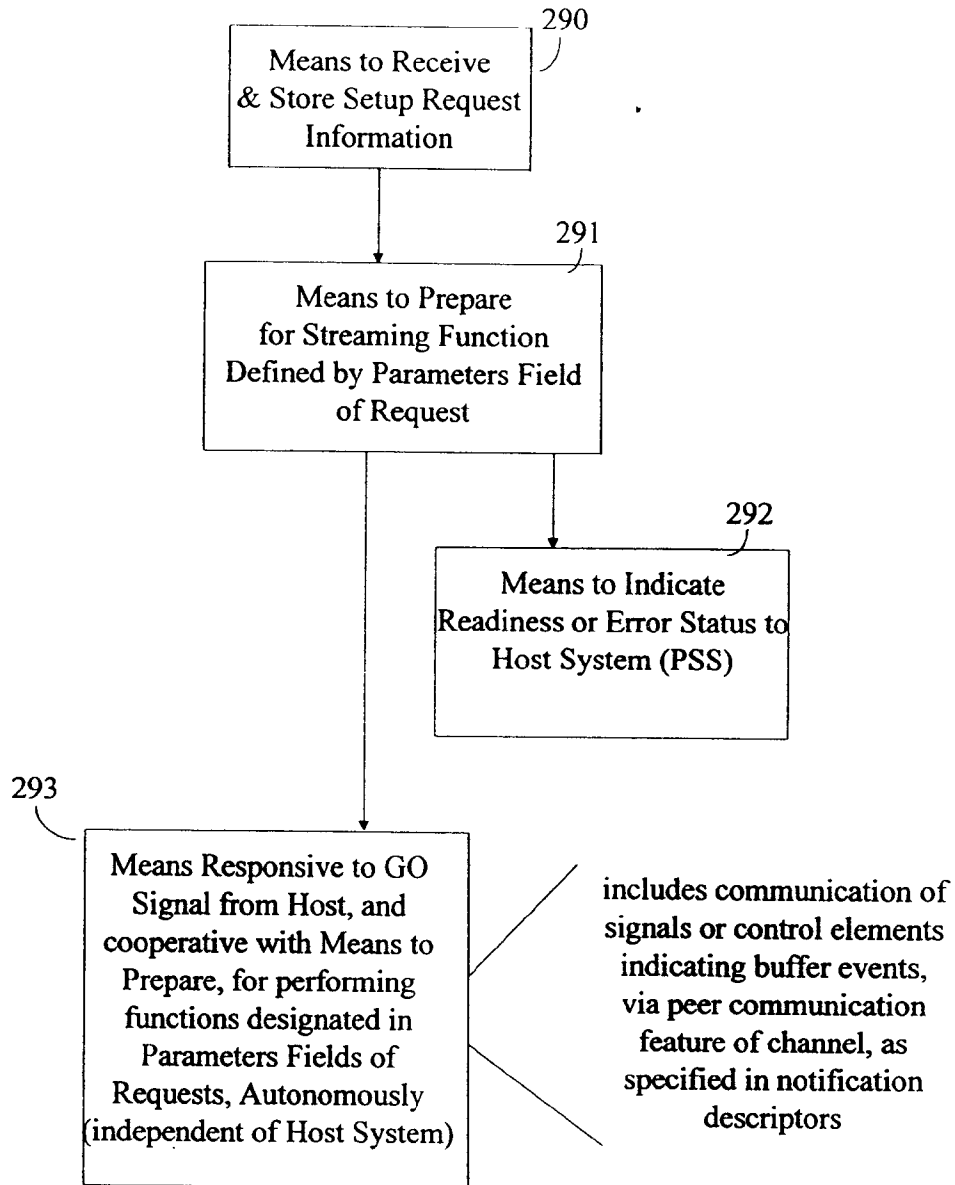 290
Means to Receive
& Store Setup Request
Information
291
Means to Prepare
for Streaming Function
Defined by Parameters Field
of Request
292
Means to Indicate
Readiness or Error Status to
Host System (PSS)
293
Means Responsive to GO
Signal from Host, and
cooperative with Means to
Prepare, for performing
functions designated in
Parameters Fields of
Requests, Autonomously
(independent of Host System)
includes communication of
signals or control elements
indicating buffer events,
via peer communication
feature of channel, as
specified in notification
descriptors